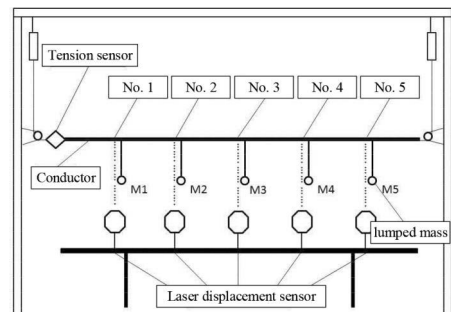 Tension sensor
No. 1 No. 2 No. 3 No. 4 No. 5
Conductor
M1 M2 M3 M4 M5
lumped mass
Laser displacement sensor